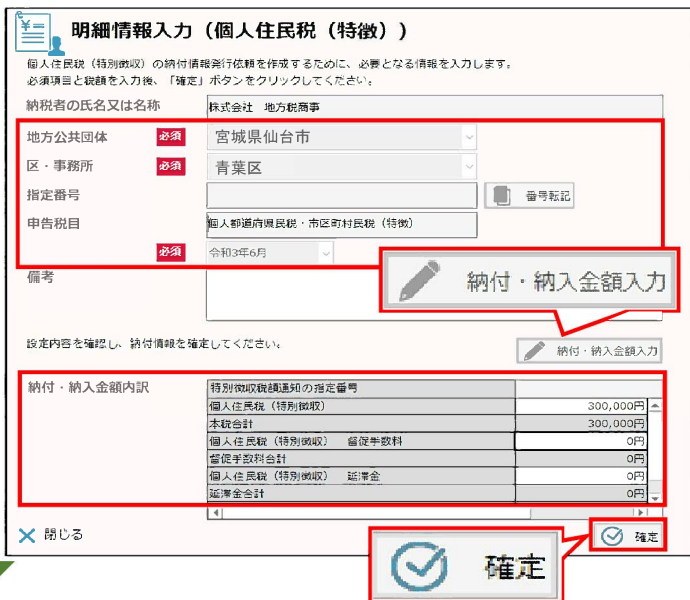 明細情報入力（個人住民税（特徴））
個人住民税（特別徴収）の納付情報発行依頼を作成するために、必要となる情報を入力します。
必須項目と税額を入力後、「確定」ボタンをクリックしてください。
納税者の氏名又は名称 株式会社 地方税商事
地方公共団体 必須 宮城県仙台市
区・事務所 必須 青葉区
指定番号 番号転記
申告税目 個人都道府県民税・市区町村民税（特徴）
必須 令和3年6月
備考
納付・納入金額入力
設定内容を確認し、納付情報を確定してください。
納付・納入金額入力
納付・納入金額内訳 特別徴収税額通知の指定番号
個人住民税（特別徴収） 300,000円
本税合計 300,000円
個人住民税（特別徴収） 督促手数料 0円
督促手数料合計 0円
個人住民税（特別徴収） 延滞金 0円
延滞金合計 0円
閉じる 確定
確定